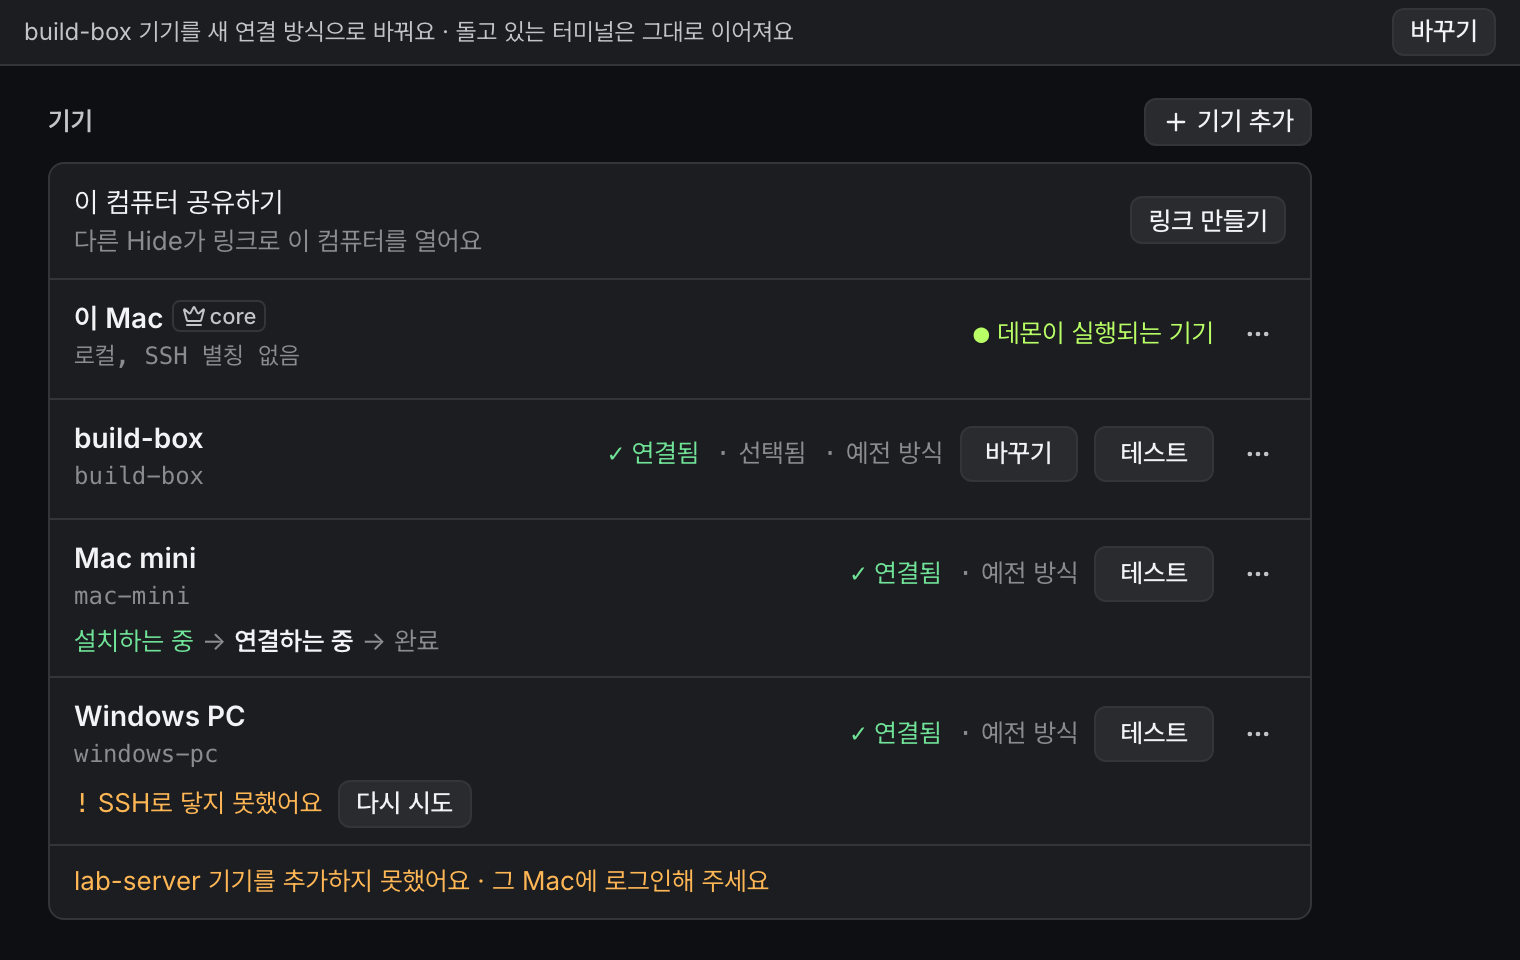 build-box 기기를 새 연결 방식으로 바꿔요 · 돌고 있는 터미널은 그대로 이어져요 바꾸기
기기 + 기기 추가
이 컴퓨터 공유하기
다른 Hide가 링크로 이 컴퓨터를 열어요
링크 만들기
이 Mac core
로컬, SSH 별칭 없음
● 데몬이 실행되는 기기 ···
build-box
build-box
✓ 연결됨 · 선택됨 · 예전 방식 바꾸기 테스트 ···
Mac mini
mac-mini
✓ 연결됨 · 예전 방식 테스트 ···
설치하는 중 → 연결하는 중 → 완료
Windows PC
windows-pc
✓ 연결됨 · 예전 방식 테스트 ···
! SSH로 닿지 못했어요 다시 시도
lab-server 기기를 추가하지 못했어요 · 그 Mac에 로그인해 주세요